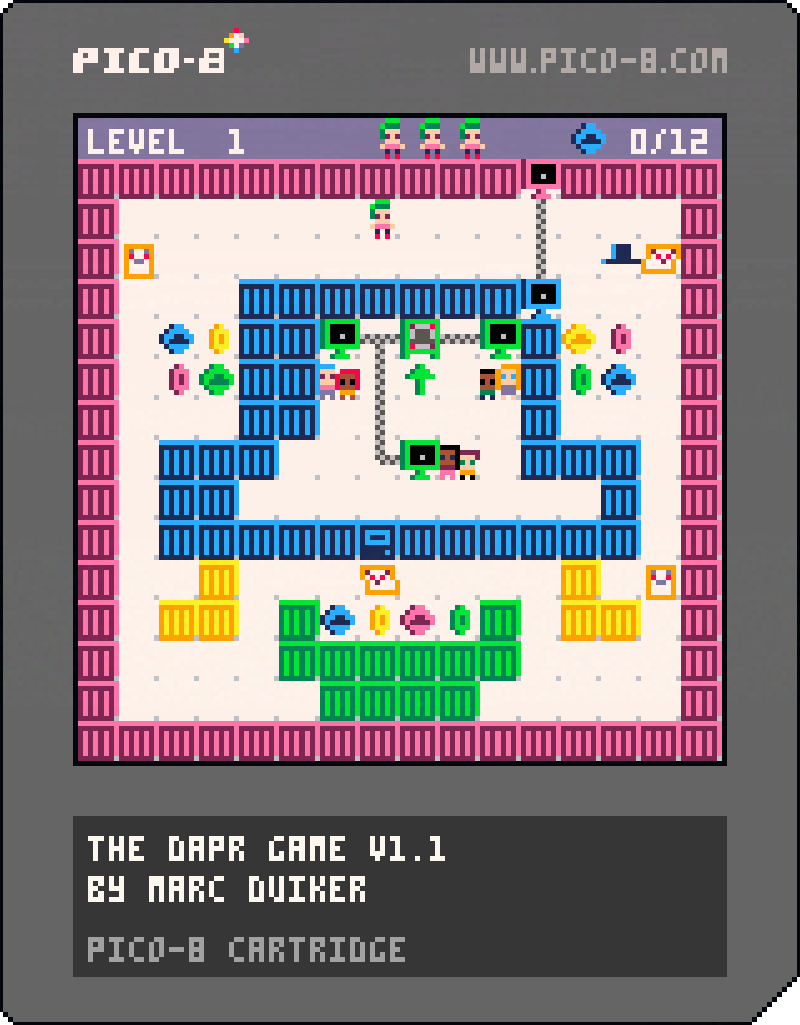 PICO-8
WWW.PICO-8.COM
LEVEL 1
0/12
THE DAPR GAME V1.1
BY MARC DUIKER
PICO-8 CARTRIDGE